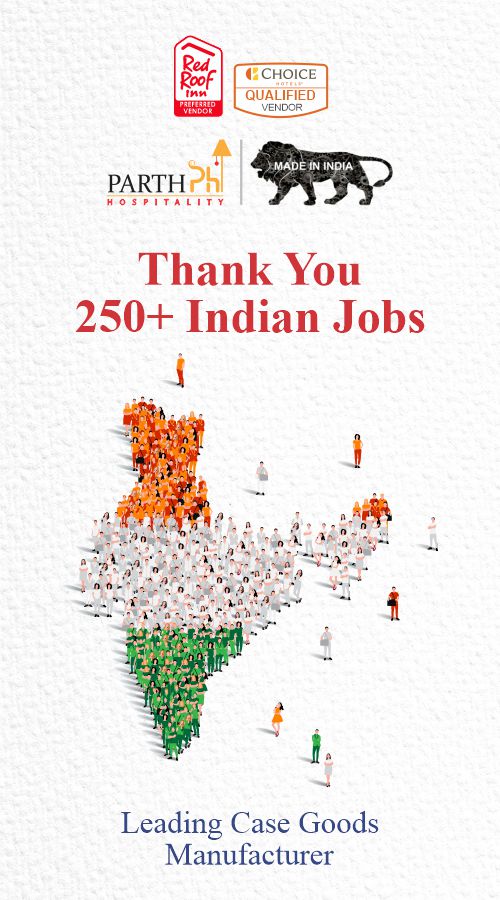 Red
Roof
Inn
PREFERRED
VENDOR
CHOICE
HOTELS
QUALIFIED
VENDOR
PARTH Ph
HOSPITALITY
MADE IN INDIA
Thank You
250+ Indian Jobs
Leading Case Goods
Manufacturer